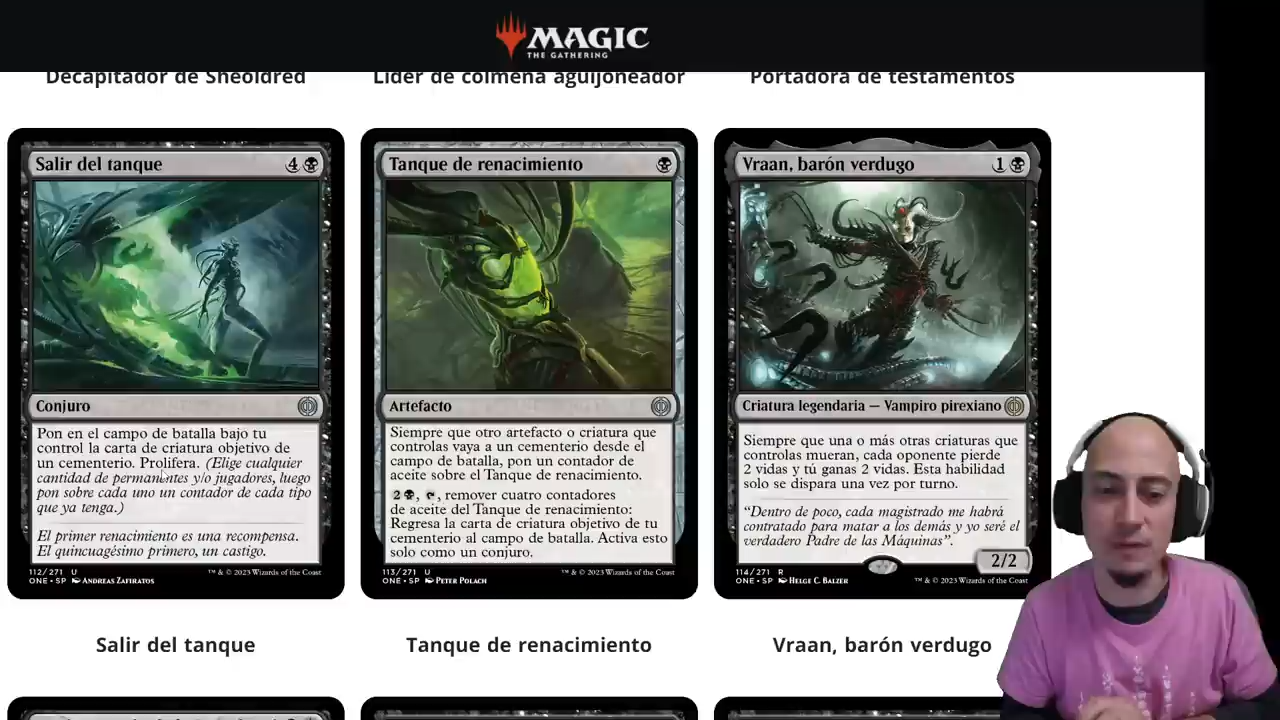 MAGIC
THE GATHERING
Decapitador de Sheoldred
Líder de colmena aguijoneador
Portadora de testamentos
Salir del tanque
4
Conjuro
Pon en el campo de batalla bajo tu
control la carta de criatura objetivo de
un cementerio. Prolifera. (Elige cualquier
cantidad de permanentes y/o jugadores, luego
pon sobre cada uno un contador de cada tipo
que ya tenga.)
El primer renacimiento es una recompensa.
El quincuagésimo primero, un castigo.
112/271 U
ONE • SP Andreas Zafiratos
™ & © 2023 Wizards of the Coast
Tanque de renacimiento
Artefacto
Siempre que otro artefacto o criatura que
controlas vaya a un cementerio desde el
campo de batalla, pon un contador de
aceite sobre el Tanque de renacimiento.
2, , remover cuatro contadores
de aceite del Tanque de renacimiento:
Regresa la carta de criatura objetivo de tu
cementerio al campo de batalla. Activa esto
solo como un conjuro.
113/271 U
ONE • SP Peter Polach
™ & © 2023 Wizards of the Coast
Vraan, barón verdugo
1
Criatura legendaria — Vampiro pirexiano
Siempre que una o más otras criaturas que
controlas mueran, cada oponente pierde
2 vidas y tú ganas 2 vidas. Esta habilidad
solo se dispara una vez por turno.
“Dentro de poco, cada magistrado me habrá
contratado para matar a los demás y yo seré el
verdadero Padre de las Máquinas”.
2/2
114/271 R
ONE • SP Helge C. Balzer
™ & © 2023 Wizards of the Coast
Salir del tanque
Tanque de renacimiento
Vraan, barón verdugo